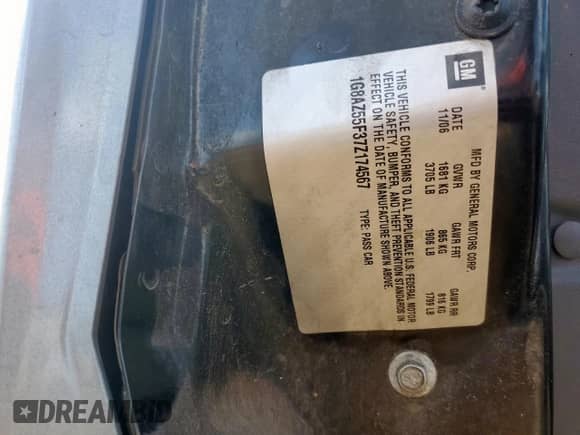 GM
MFD BY GENERAL MOTORS CORP.
DATE GVWR GAWR FRT GAWR RR
11/06 1681 KG 865 KG 816 KG
3705 LB 1906 LB 1799 LB
THIS VEHICLE CONFORMS TO ALL APPLICABLE U.S. FEDERAL MOTOR
VEHICLE SAFETY, BUMPER, AND THEFT PREVENTION STANDARDS IN
EFFECT ON THE DATE OF MANUFACTURE SHOWN ABOVE.
1G8AZ55F37Z174567 TYPE: PASS CAR
DREAMBID